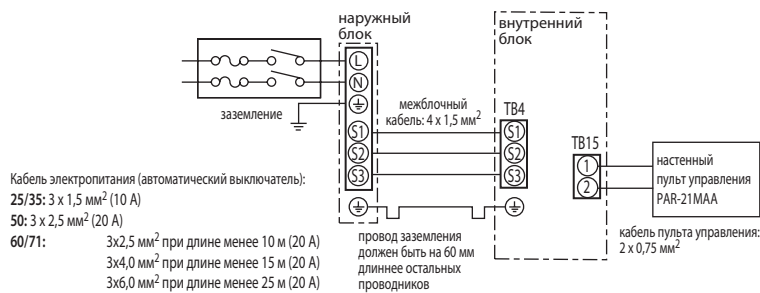 наружный
блок
внутренний
блок
L
N
заземление
межблочный
кабель: 4 x 1,5 мм²
TB4
S1
S2
S3
S1
S2
S3
TB15
1
2
настенный
пульт управления
PAR-21MAA
кабель пульта управления:
2 x 0,75 мм²
провод заземления
должен быть на 60 мм
длиннее остальных
проводников
Кабель электропитания (автоматический выключатель):
25/35: 3 x 1,5 мм² (10 А)
50: 3 x 2,5 мм² (20 А)
60/71: 3x2,5 мм² при длине менее 10 м (20 А)
3x4,0 мм² при длине менее 15 м (20 А)
3x6,0 мм² при длине менее 25 м (20 А)